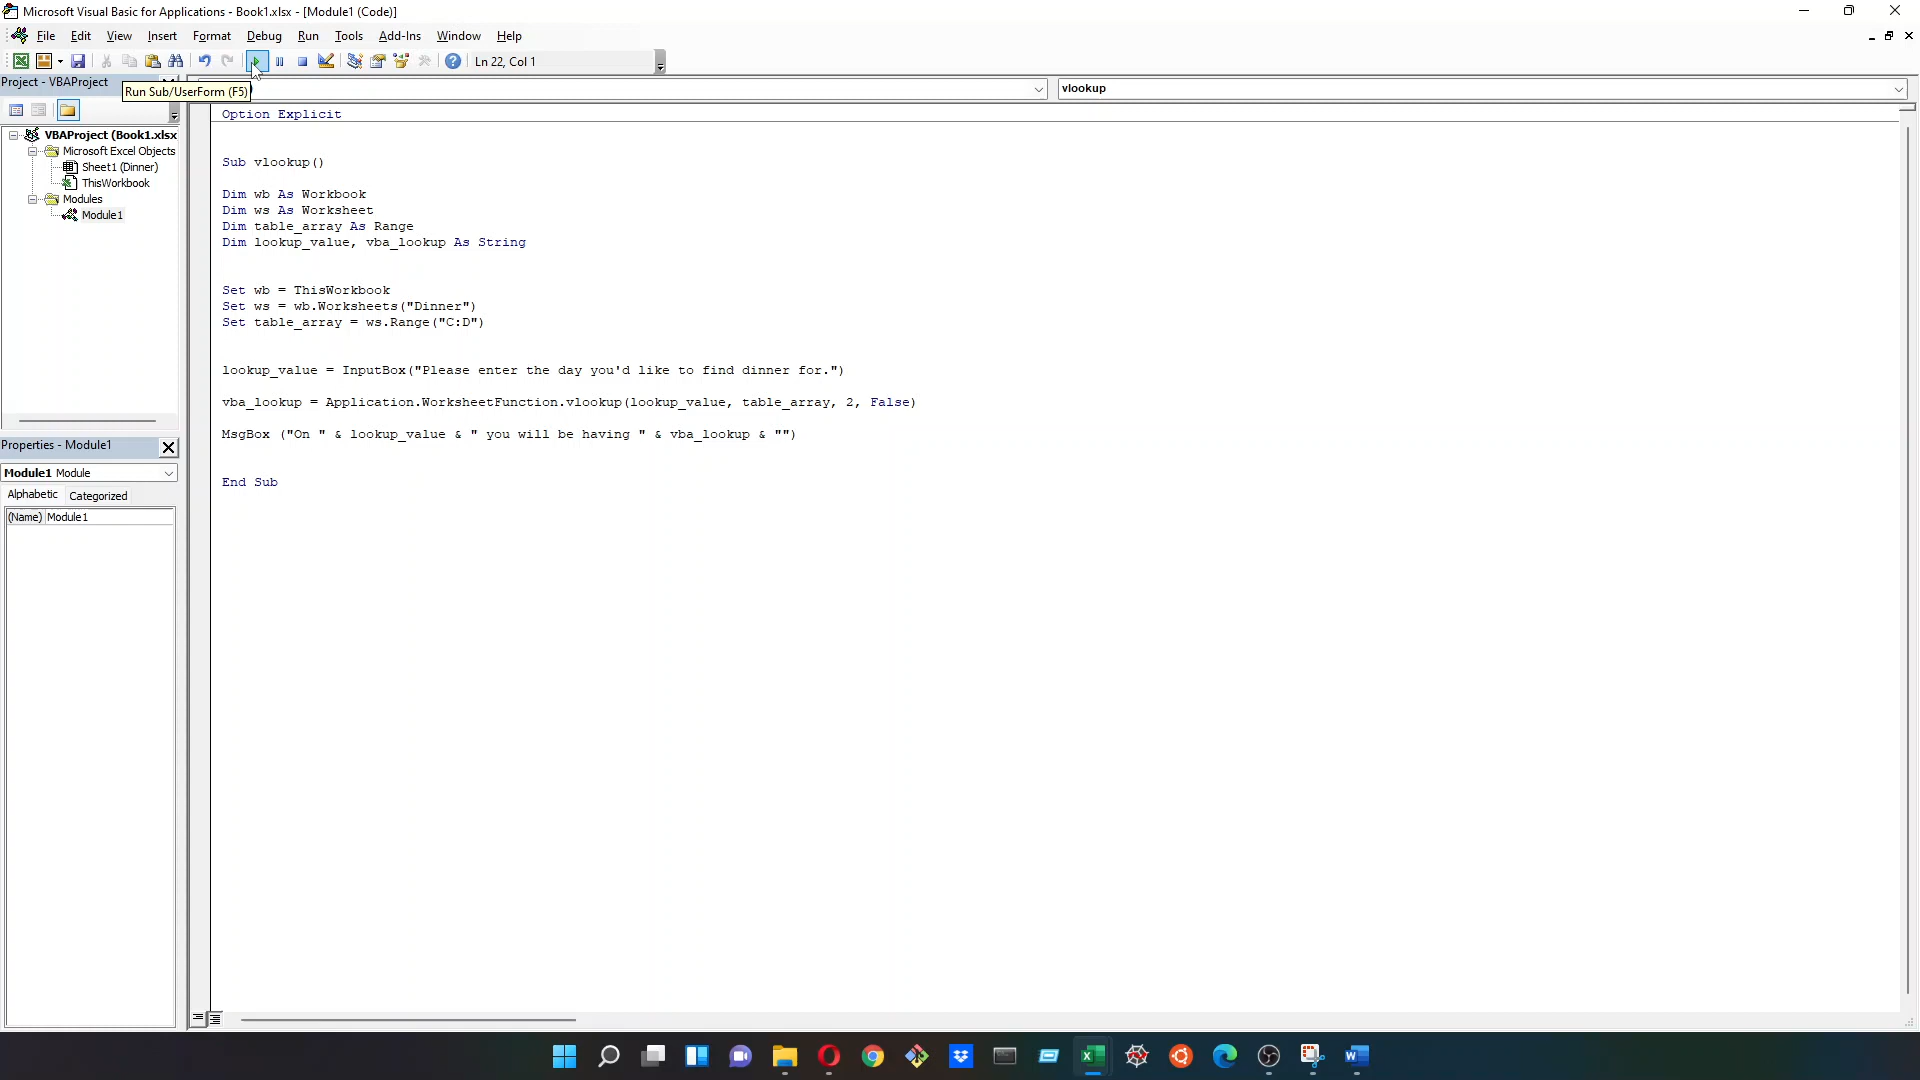 Microsoft Visual Basic for Applications - Book1.xlsx - [Module1 (Code)]
File Edit View Insert Format Debug Run Tools Add-Ins Window Help
Ln 22, Col 1
Project - VBAProject
Run Sub/UserForm (F5)
vlookup
VBAProject (Book1.xlsx
Microsoft Excel Objects
Sheet1 (Dinner)
ThisWorkbook
Modules
Module1
Properties - Module1
Module1 Module
Alphabetic Categorized
(Name) Module1
Option Explicit
Sub vlookup()
Dim wb As Workbook
Dim ws As Worksheet
Dim table_array As Range
Dim lookup_value, vba_lookup As String
Set wb = ThisWorkbook
Set ws = wb.Worksheets("Dinner")
Set table_array = ws.Range("C:D")
lookup_value = InputBox("Please enter the day you'd like to find dinner for.")
vba_lookup = Application.WorksheetFunction.vlookup(lookup_value, table_array, 2, False)
MsgBox ("On " & lookup_value & " you will be having " & vba_lookup & "")
End Sub